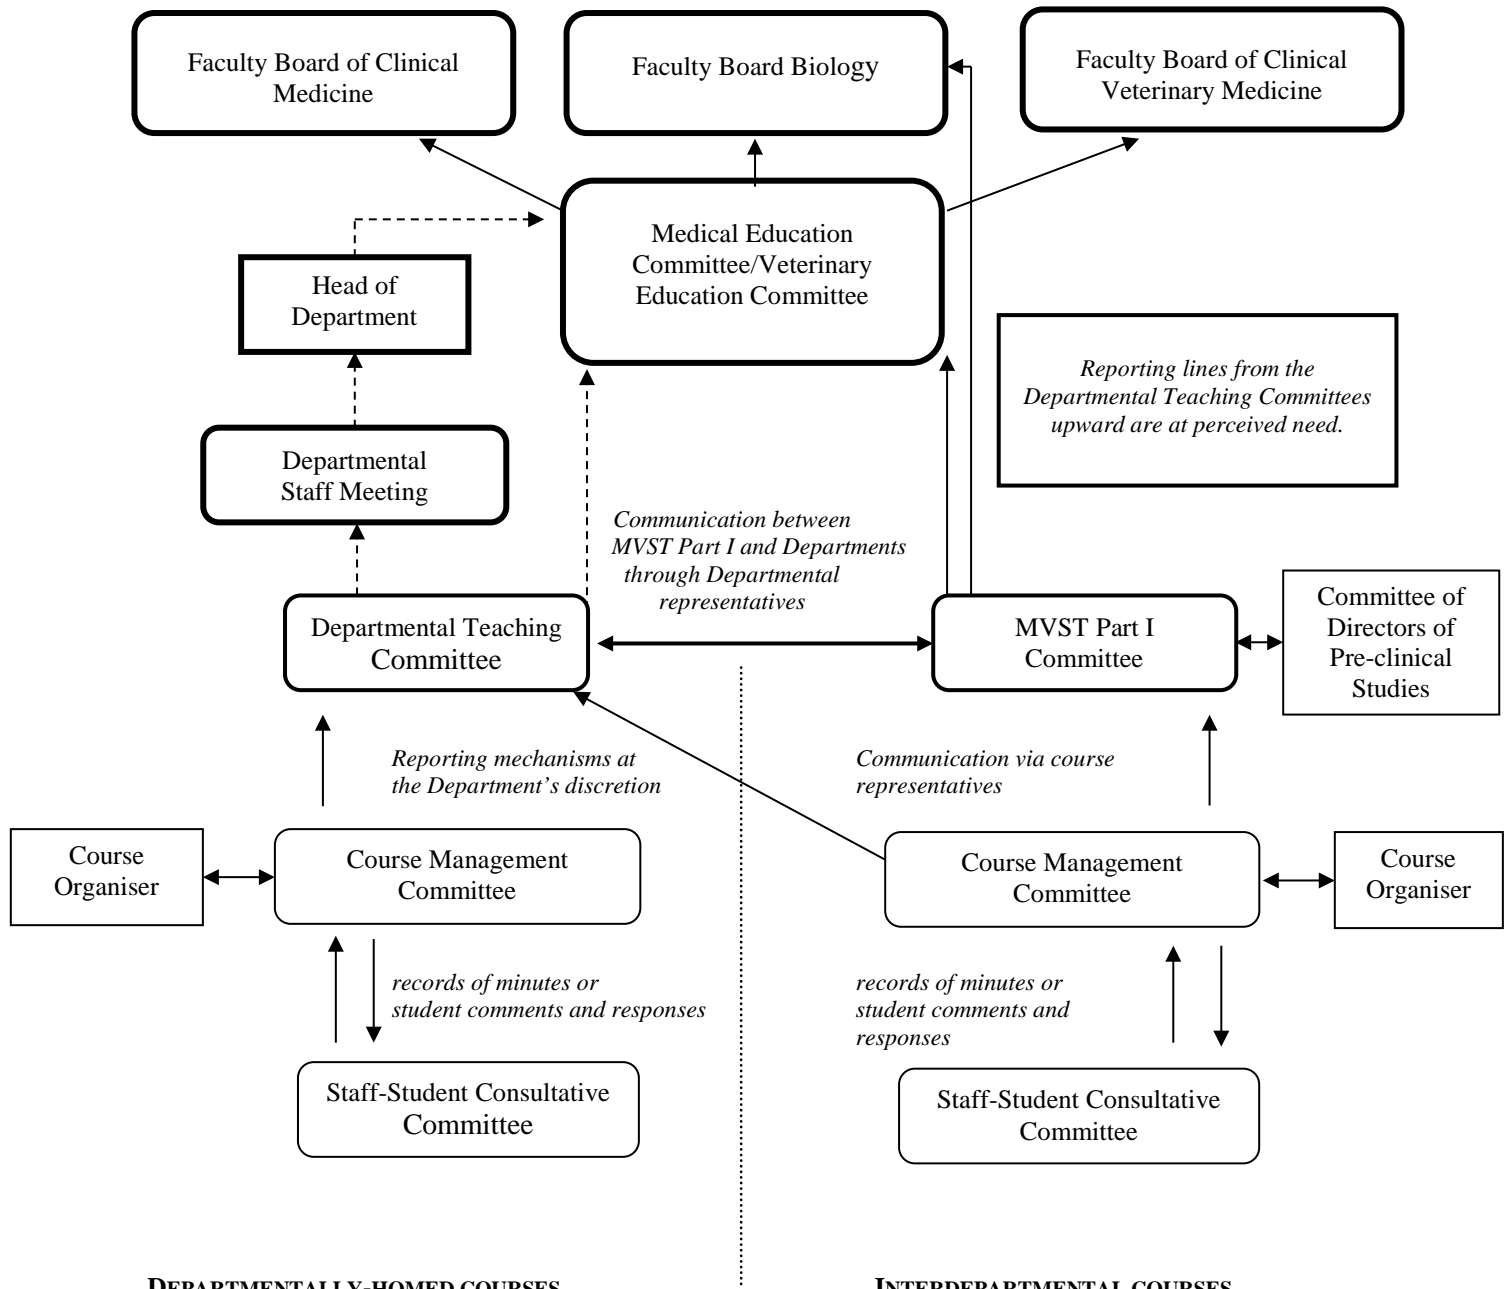 Faculty Board of Clinical
Medicine
Faculty Board Biology
Faculty Board of Clinical
Veterinary Medicine
Medical Education
Committee/Veterinary
Education Committee
Head of
Department
Reporting lines from the
Departmental Teaching Committees
upward are at perceived need.
Departmental
Staff Meeting
Communication between
MVST Part I and Departments
through Departmental
representatives
Departmental Teaching
Committee
MVST Part I
Committee
Committee of
Directors of
Pre-clinical
Studies
Reporting mechanisms at
the Department’s discretion
Communication via course
representatives
Course
Organiser
Course Management
Committee
Course Management
Committee
Course
Organiser
records of minutes or
student comments and responses
records of minutes or
student comments and
responses
Staff-Student Consultative
Committee
Staff-Student Consultative
Committee
DEPARTMENTALLY-HOMED COURSES
INTERDEPARTMENTAL COURSES